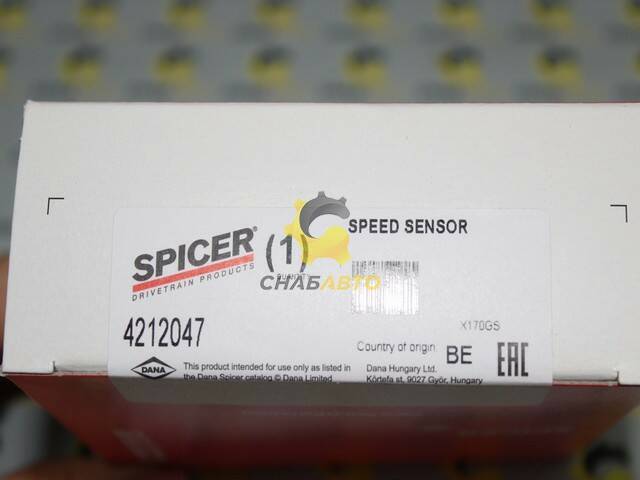 SPEED SENSOR
SPICER®
(1)
DRIVETRAIN PRODUCTS
QUANTITY
СНАБАВТО
4212047
X170GS
Country of origin BE
EAC
DANA
This product intended for use only as listed in
the Dana Spicer catalog © Dana Limited
Dana Hungary Ltd.
Körtefa st, 9027 Győr, Hungary